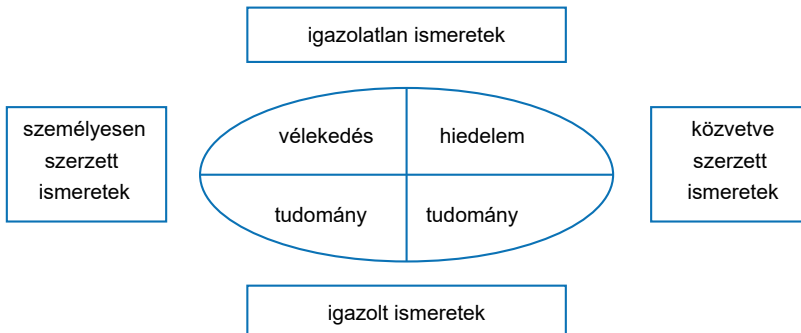 igazolatlan ismeretek
személyesen
szerzett
ismeretek
vélekedés
hiedelem
közvetve
szerzett
ismeretek
tudomány
tudomány
igazolt ismeretek